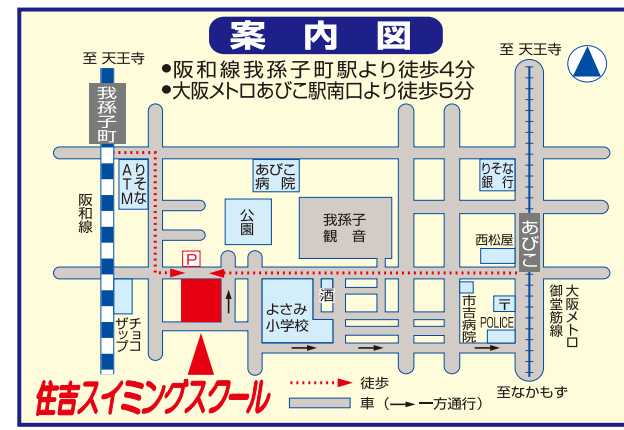 案内図
●阪和線我孫子町駅より徒歩4分
●大阪メトロあびこ駅南口より徒歩5分
至 天王寺
至 天王寺
我孫子町
りそな
ATM
あびこ
病院
りそな
銀行
阪和線
公園
我孫子
観音
西松屋
あびこ
P
チョコ
ザップ
よさみ
小学校
酒
市吉病院
〒
POLICE
大阪メトロ
御堂筋線
至なかもず
住吉スイミングスクール
徒歩
車（→一方通行）